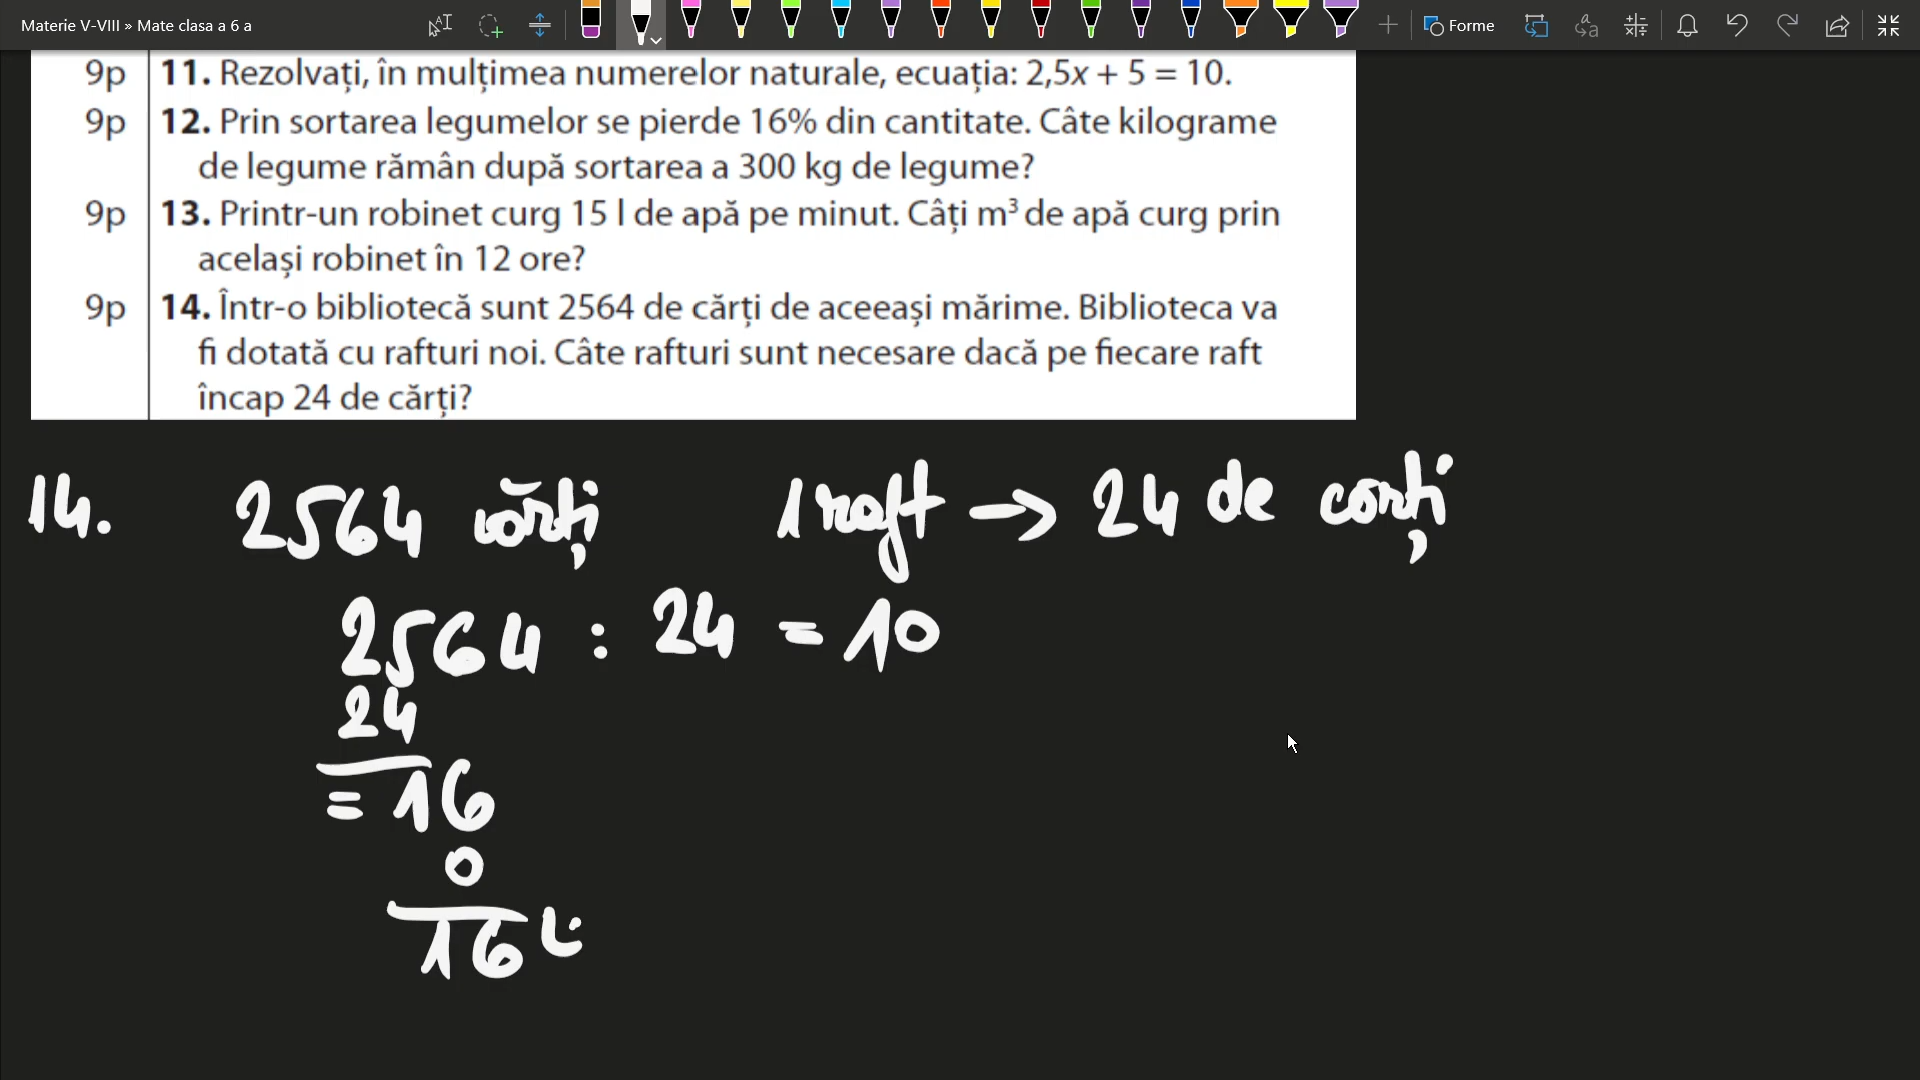 Materie V-VIII » Mate clasa a 6 a
Forme
9p 11. Rezolvați, în mulțimea numerelor naturale, ecuația: 2,5x + 5 = 10.
9p 12. Prin sortarea legumelor se pierde 16% din cantitate. Câte kilograme
de legume rămân după sortarea a 300 kg de legume?
9p 13. Printr-un robinet curg 15 l de apă pe minut. Câți m³ de apă curg prin
același robinet în 12 ore?
9p 14. Într-o bibliotecă sunt 2564 de cărți de aceeași mărime. Biblioteca va
fi dotată cu rafturi noi. Câte rafturi sunt necesare dacă pe fiecare raft
încap 24 de cărți?
14. 2564 cărți 1 raft → 24 de corți
2564 : 24 = 10
24
= 16
0
16